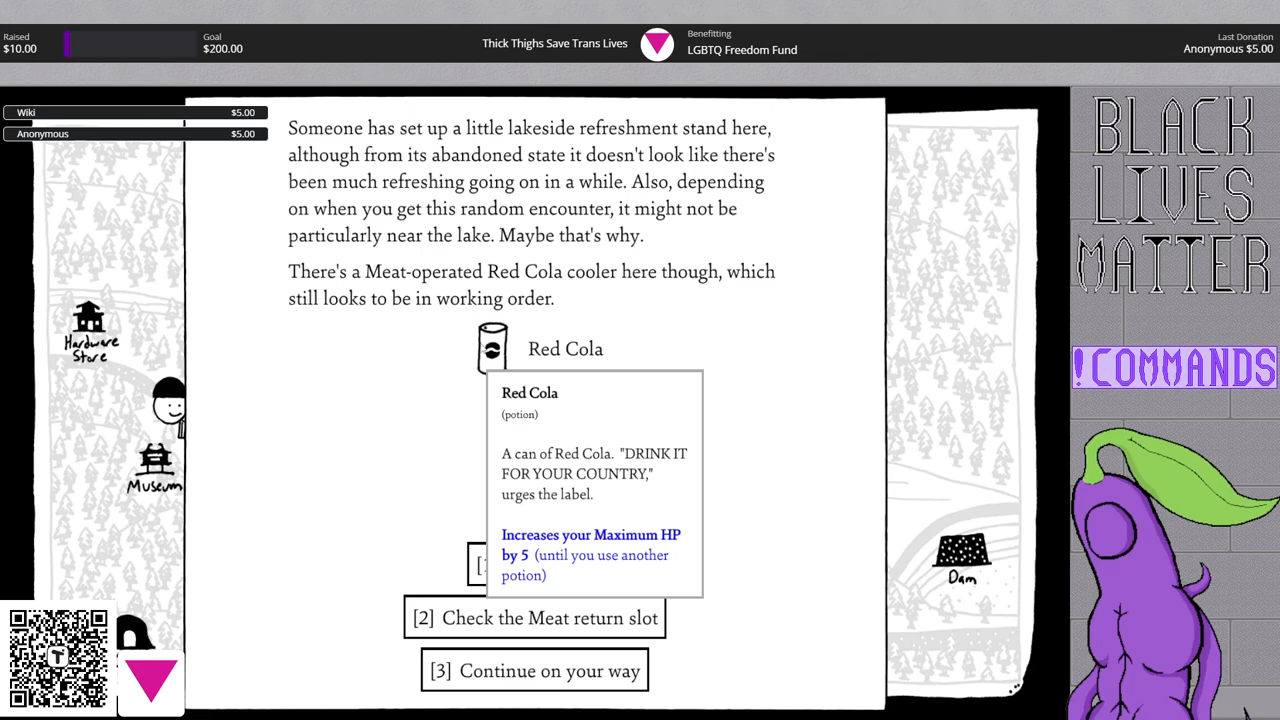 Raised
$10.00
Goal
$200.00
Thick Thighs Save Trans Lives
Benefitting
LGBTQ Freedom Fund
Last Donation
Anonymous $5.00
Wiki $5.00
Anonymous $5.00
Someone has set up a little lakeside refreshment stand here,
although from its abandoned state it doesn't look like there's
been much refreshing going on in a while. Also, depending
on when you get this random encounter, it might not be
particularly near the lake. Maybe that's why.
There's a Meat-operated Red Cola cooler here though, which
still looks to be in working order.
Red Cola
Red Cola
(potion)
A can of Red Cola. "DRINK IT
FOR YOUR COUNTRY,"
urges the label.
Increases your Maximum HP
by 5 (until you use another
potion)
[2] Check the Meat return slot
[3] Continue on your way
Hardware
Store
Museum
Dam
BLACK
LIVES
MATTER
!COMMANDS
T